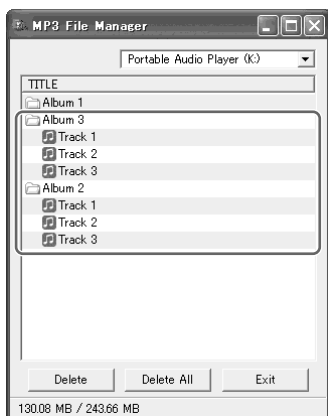 MP3 File Manager
Portable Audio Player (K:)
TITLE
Album 1
Album 3
Track 1
Track 2
Track 3
Album 2
Track 1
Track 2
Track 3
Delete Delete All Exit
130.08 MB / 243.66 MB